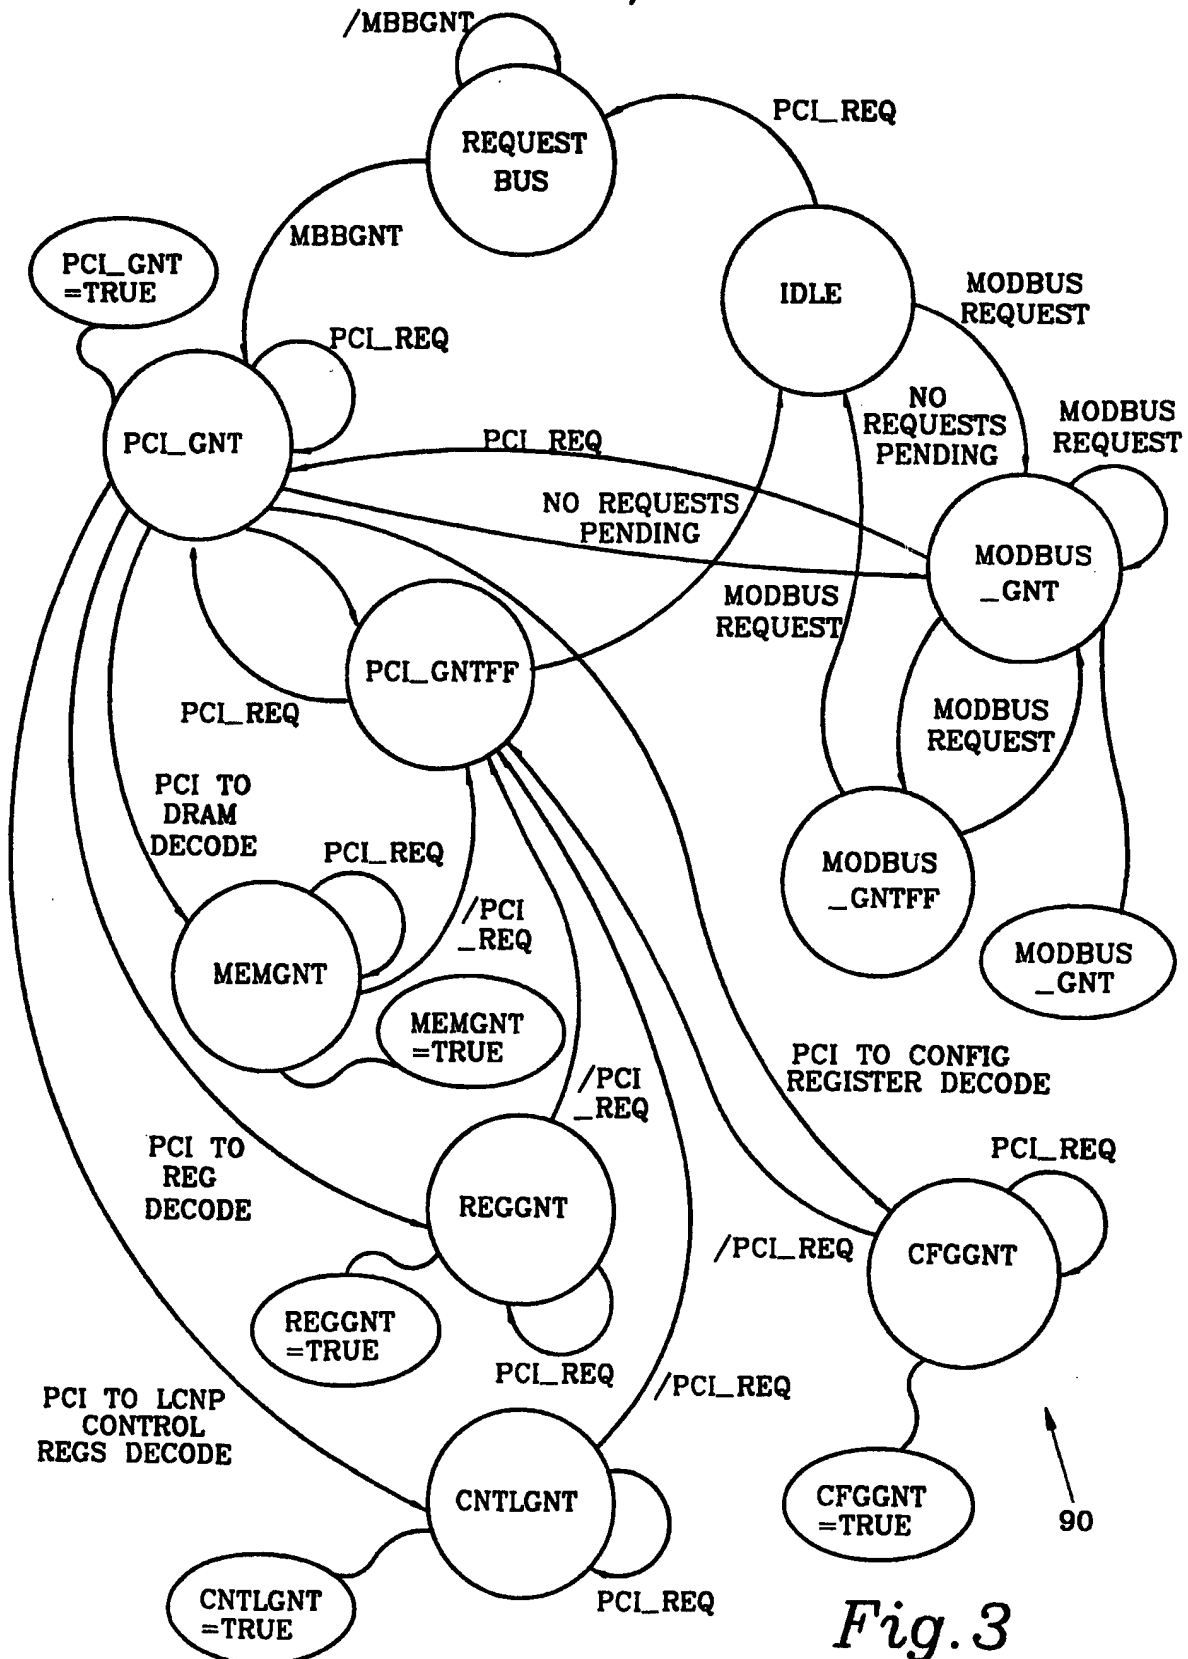 /MBBGNT
REQUEST
BUS
PCI_REQ
MBBGNT
PCI_GNT
=TRUE
IDLE
MODBUS
REQUEST
PCI_REQ
PCI_GNT
NO
REQUESTS
PENDING
MODBUS
REQUEST
PCI_REQ
NO REQUESTS
PENDING
MODBUS
_GNT
MODBUS
REQUEST
PCI_GNTFF
PCI_REQ
MODBUS
REQUEST
PCI TO
DRAM
DECODE
PCI_REQ
/PCI
_REQ
MODBUS
_GNTFF
MODBUS
_GNT
MEMGNT
MEMGNT
=TRUE
PCI TO CONFIG
REGISTER DECODE
/PCI
_REQ
PCI TO
REG
DECODE
PCI_REQ
REGGNT
/PCI_REQ
CFGGNT
REGGNT
=TRUE
PCI_REQ
/PCI_REQ
PCI TO LCNP
CONTROL
REGS DECODE
CNTLGNT
CFGGNT
=TRUE
90
CNTLGNT
=TRUE
PCI_REQ
Fig.3